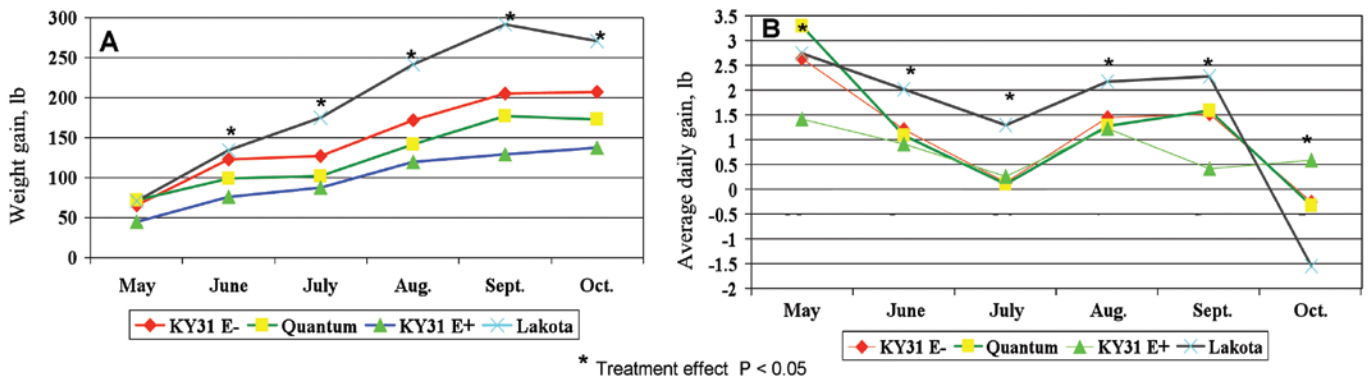 A
Weight gain, lb
300
250
200
150
100
50
0
* * * * *
May June July Aug. Sept. Oct.
KY31 E- Quantum KY31 E+ Lakota
B
Average daily gain, lb
3.5
3
2.5
2
1.5
1
0.5
0
-0.5
-1
-1.5
-2
* * * * * *
May June July Aug. Sept. Oct.
KY31 E- Quantum KY31 E+ Lakota
* Treatment effect P < 0.05